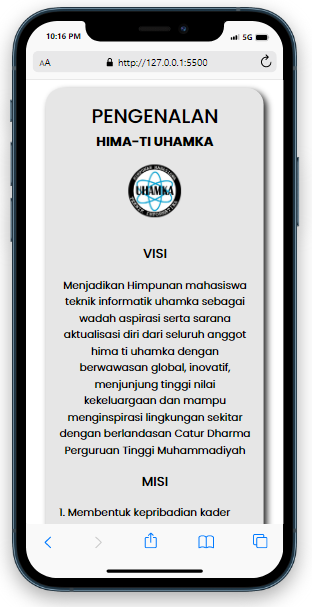 10:16 PM
5G
AA
http://127.0.0.1:5500
PENGENALAN
HIMA-TI UHAMKA
UHAMKA
VISI
Menjadikan Himpunan mahasiswa
teknik informatik uhamka sebagai
wadah aspirasi serta sarana
aktualisasi diri dari seluruh anggot
hima ti uhamka dengan
berwawasan global, inovatif,
menjunjung tinggi nilai
kekeluargaan dan mampu
menginspirasi lingkungan sekitar
dengan berlandasan Catur Dharma
Perguruan Tinggi Muhammadiyah
MISI
1. Membentuk kepribadian kader